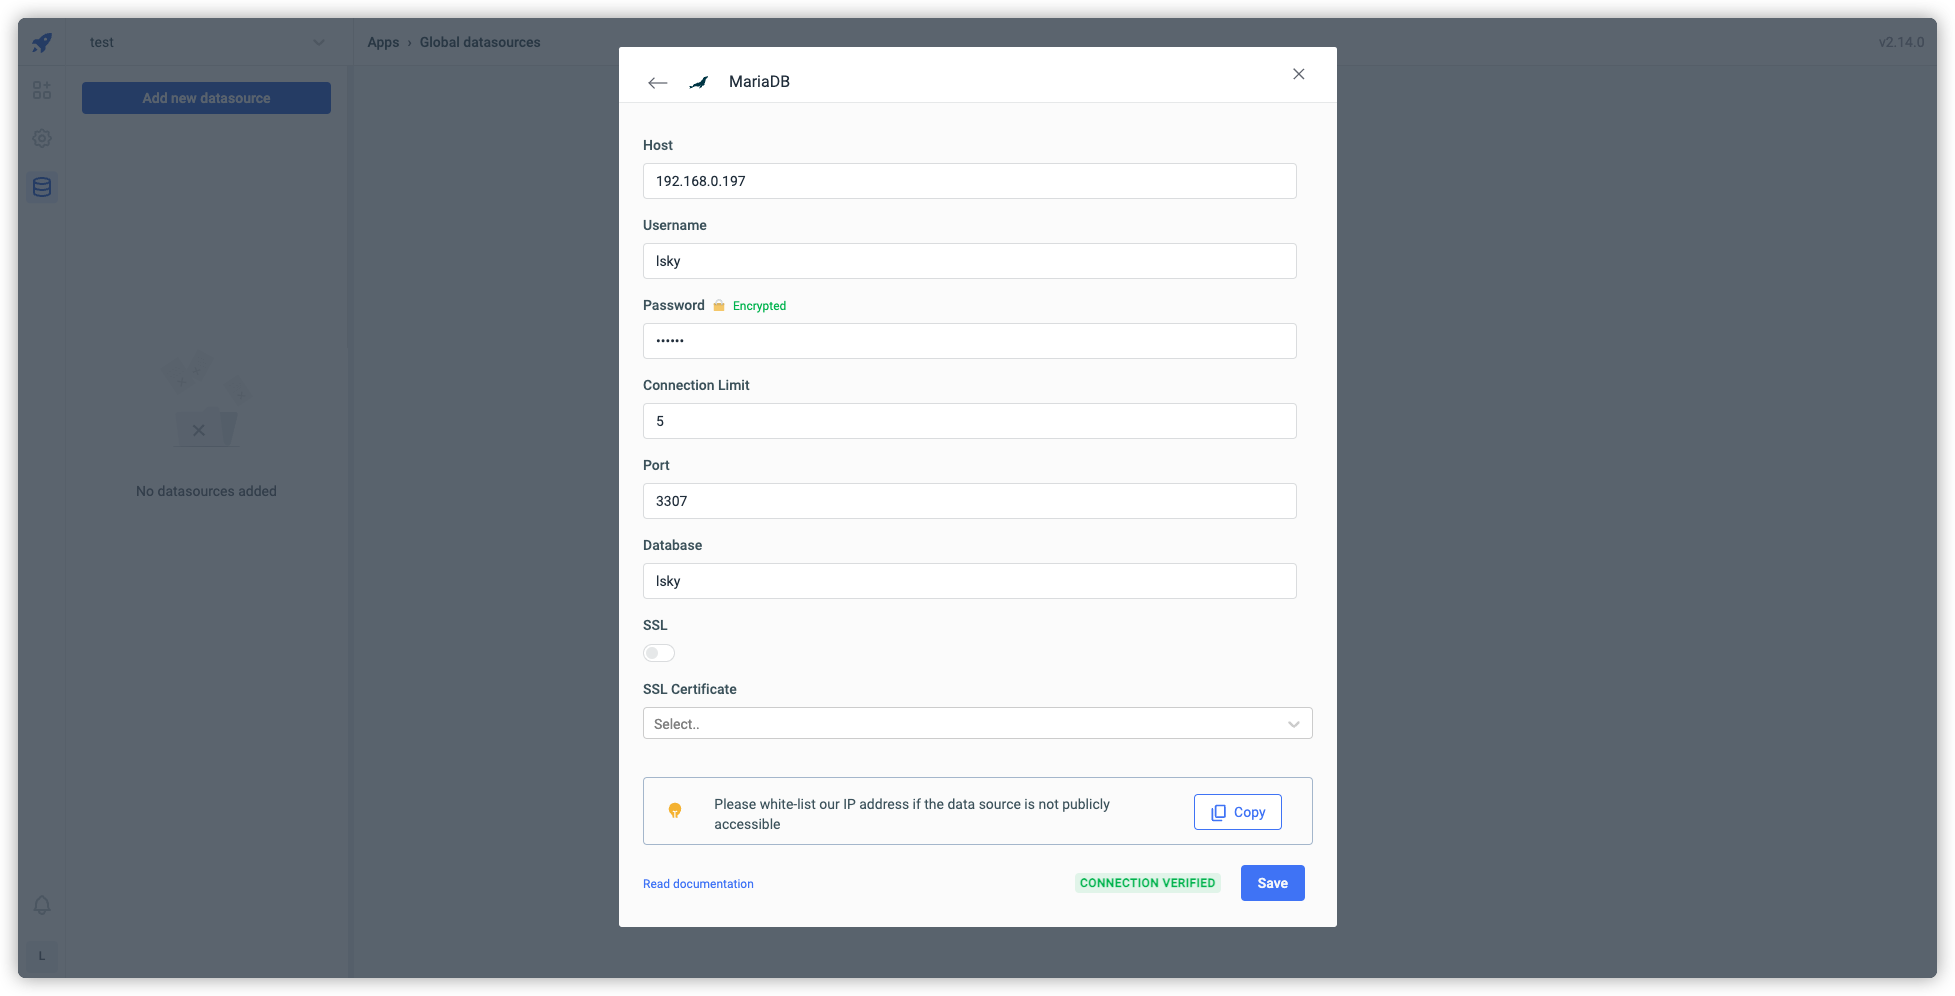 test
Apps › Global datasources
v2.14.0
Add new datasource
No datasources added
L
MariaDB
Host
192.168.0.197
Username
lsky
Password Encrypted
••••••
Connection Limit
5
Port
3307
Database
lsky
SSL
SSL Certificate
Select..
Please white-list our IP address if the data source is not publicly
accessible
Copy
Read documentation
CONNECTION VERIFIED
Save